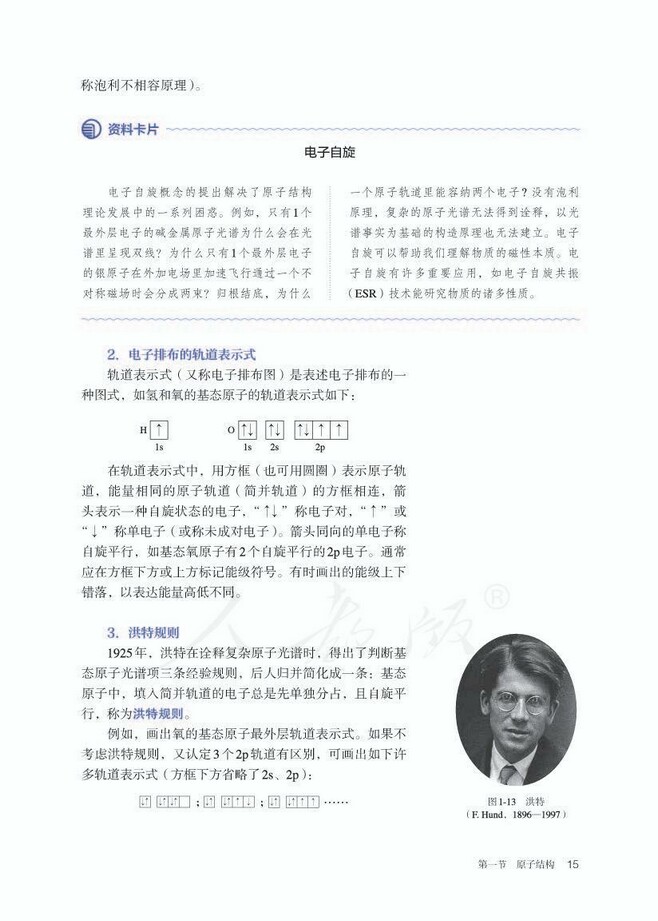 称泡利不相容原理）。
资料卡片
电子自旋
电子自旋概念的提出解决了原子结构
理论发展中的一系列困惑。例如，只有1个
最外层电子的碱金属原子光谱为什么会在光
谱里呈现双线？为什么只有1个最外层电子
的银原子在外加电场里加速飞行通过一个不
对称磁场时会分成两束？归根结底，为什么
一个原子轨道里能容纳两个电子？没有泡利
原理，复杂的原子光谱无法得到诠释，以光
谱事实为基础的构造原理也无法建立。电子
自旋可以帮助我们理解物质的磁性本质。电
子自旋有许多重要应用，如电子自旋共振
（ESR）技术能研究物质的诸多性质。
2. 电子排布的轨道表示式
轨道表示式（又称电子排布图）是表述电子排布的一
种图式，如氢和氧的基态原子的轨道表示式如下：
H ↑ O ↑↓ ↑↓ ↑↓ ↑ ↑
1s 1s 2s 2p
在轨道表示式中，用方框（也可用圆圈）表示原子轨
道，能量相同的原子轨道（简并轨道）的方框相连，箭
头表示一种自旋状态的电子，“↑↓”称电子对，“↑”或
“↓”称单电子（或称未成对电子）。箭头同向的单电子称
自旋平行，如基态氧原子有2个自旋平行的2p电子。通常
应在方框下方或上方标记能级符号。有时画出的能级上下
错落，以表达能量高低不同。
人教版®
3. 洪特规则
1925年，洪特在诠释复杂原子光谱时，得出了判断基
态原子光谱项三条经验规则，后人归并简化成一条：基态
原子中，填入简并轨道的电子总是先单独分占，且自旋平
行，称为洪特规则。
例如，画出氧的基态原子最外层轨道表示式。如果不
考虑洪特规则，又认定3个2p轨道有区别，可画出如下许
多轨道表示式（方框下方省略了2s、2p）：
↓↑ ↓↑ ↓↑ ；↓↑ ↓↑ ↑ ↓ ；↓↑ ↓↑ ↑ ↑ ……
图1-13 洪特
（F. Hund，1896—1997）
第一节 原子结构 15